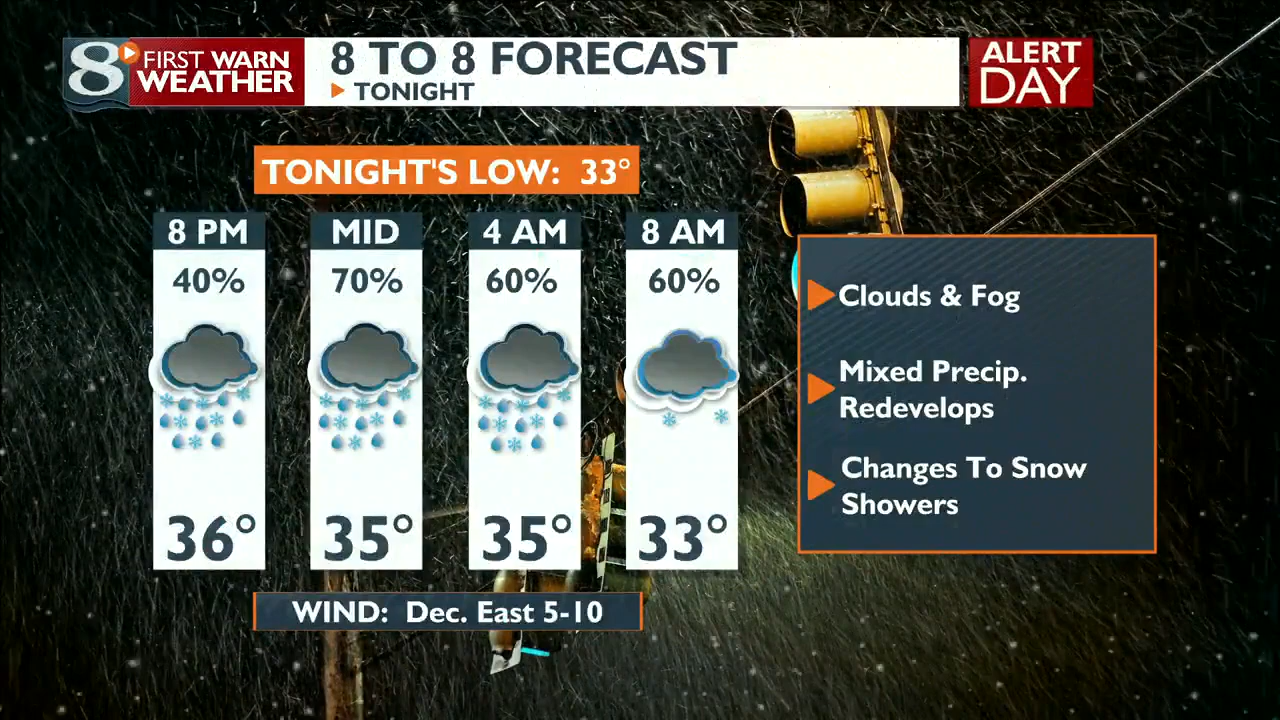 8
FIRST WARN
WEATHER
8 TO 8 FORECAST
TONIGHT
ALERT
DAY
TONIGHT'S LOW: 33°
8 PM
40%
36°
MID
70%
35°
4 AM
60%
35°
8 AM
60%
33°
Clouds & Fog
Mixed Precip.
Redevelops
Changes To Snow
Showers
WIND: Dec. East 5-10